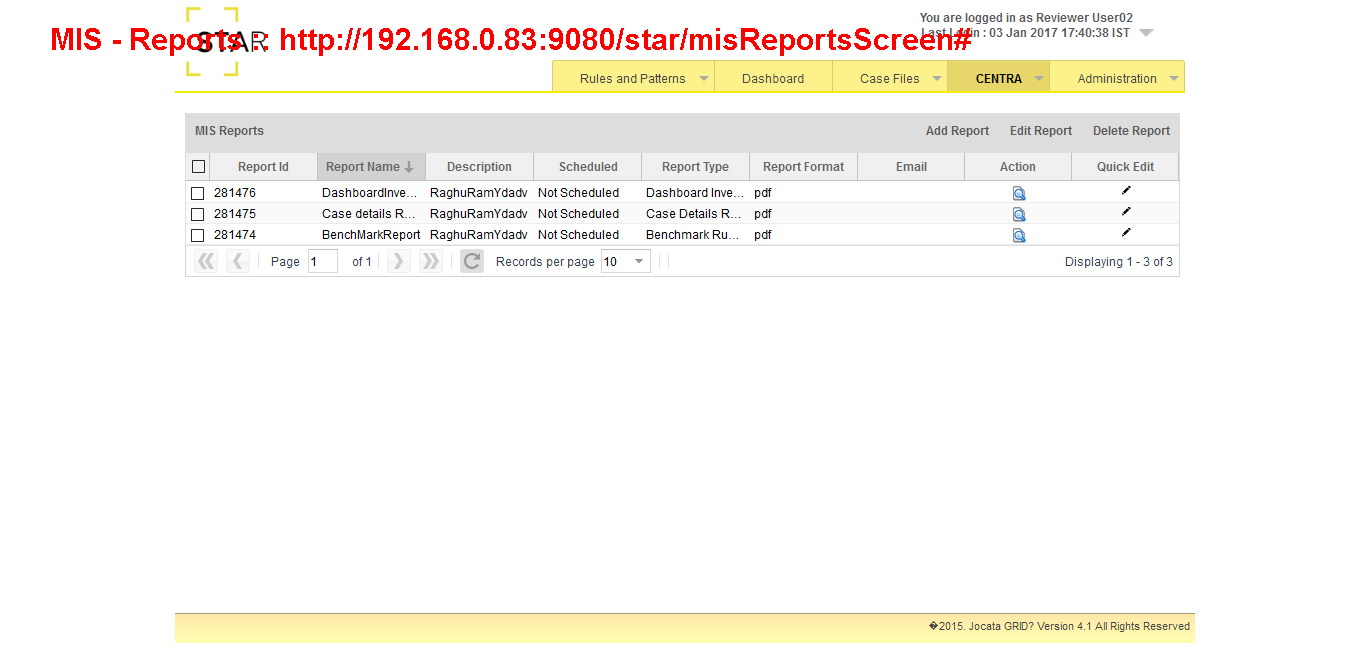 You are logged in as Reviewer User02
MIS - Reports :: http://192.168.0.83:9080/star/misReportsScreen#
STAR
Last Login : 03 Jan 2017 17:40:38 IST
Rules and Patterns Dashboard Case Files CENTRA Administration
MIS Reports Add Report Edit Report Delete Report
Report Id Report Name Description Scheduled Report Type Report Format Email Action Quick Edit
281476 DashboardInve... RaghuRamYdadv Not Scheduled Dashboard Inve... pdf
281475 Case details R... RaghuRamYdadv Not Scheduled Case Details R... pdf
281474 BenchMarkReport RaghuRamYdadv Not Scheduled Benchmark Ru... pdf
Page 1 of 1 Records per page 10 Displaying 1 - 3 of 3
�2015. Jocata GRID? Version 4.1 All Rights Reserved